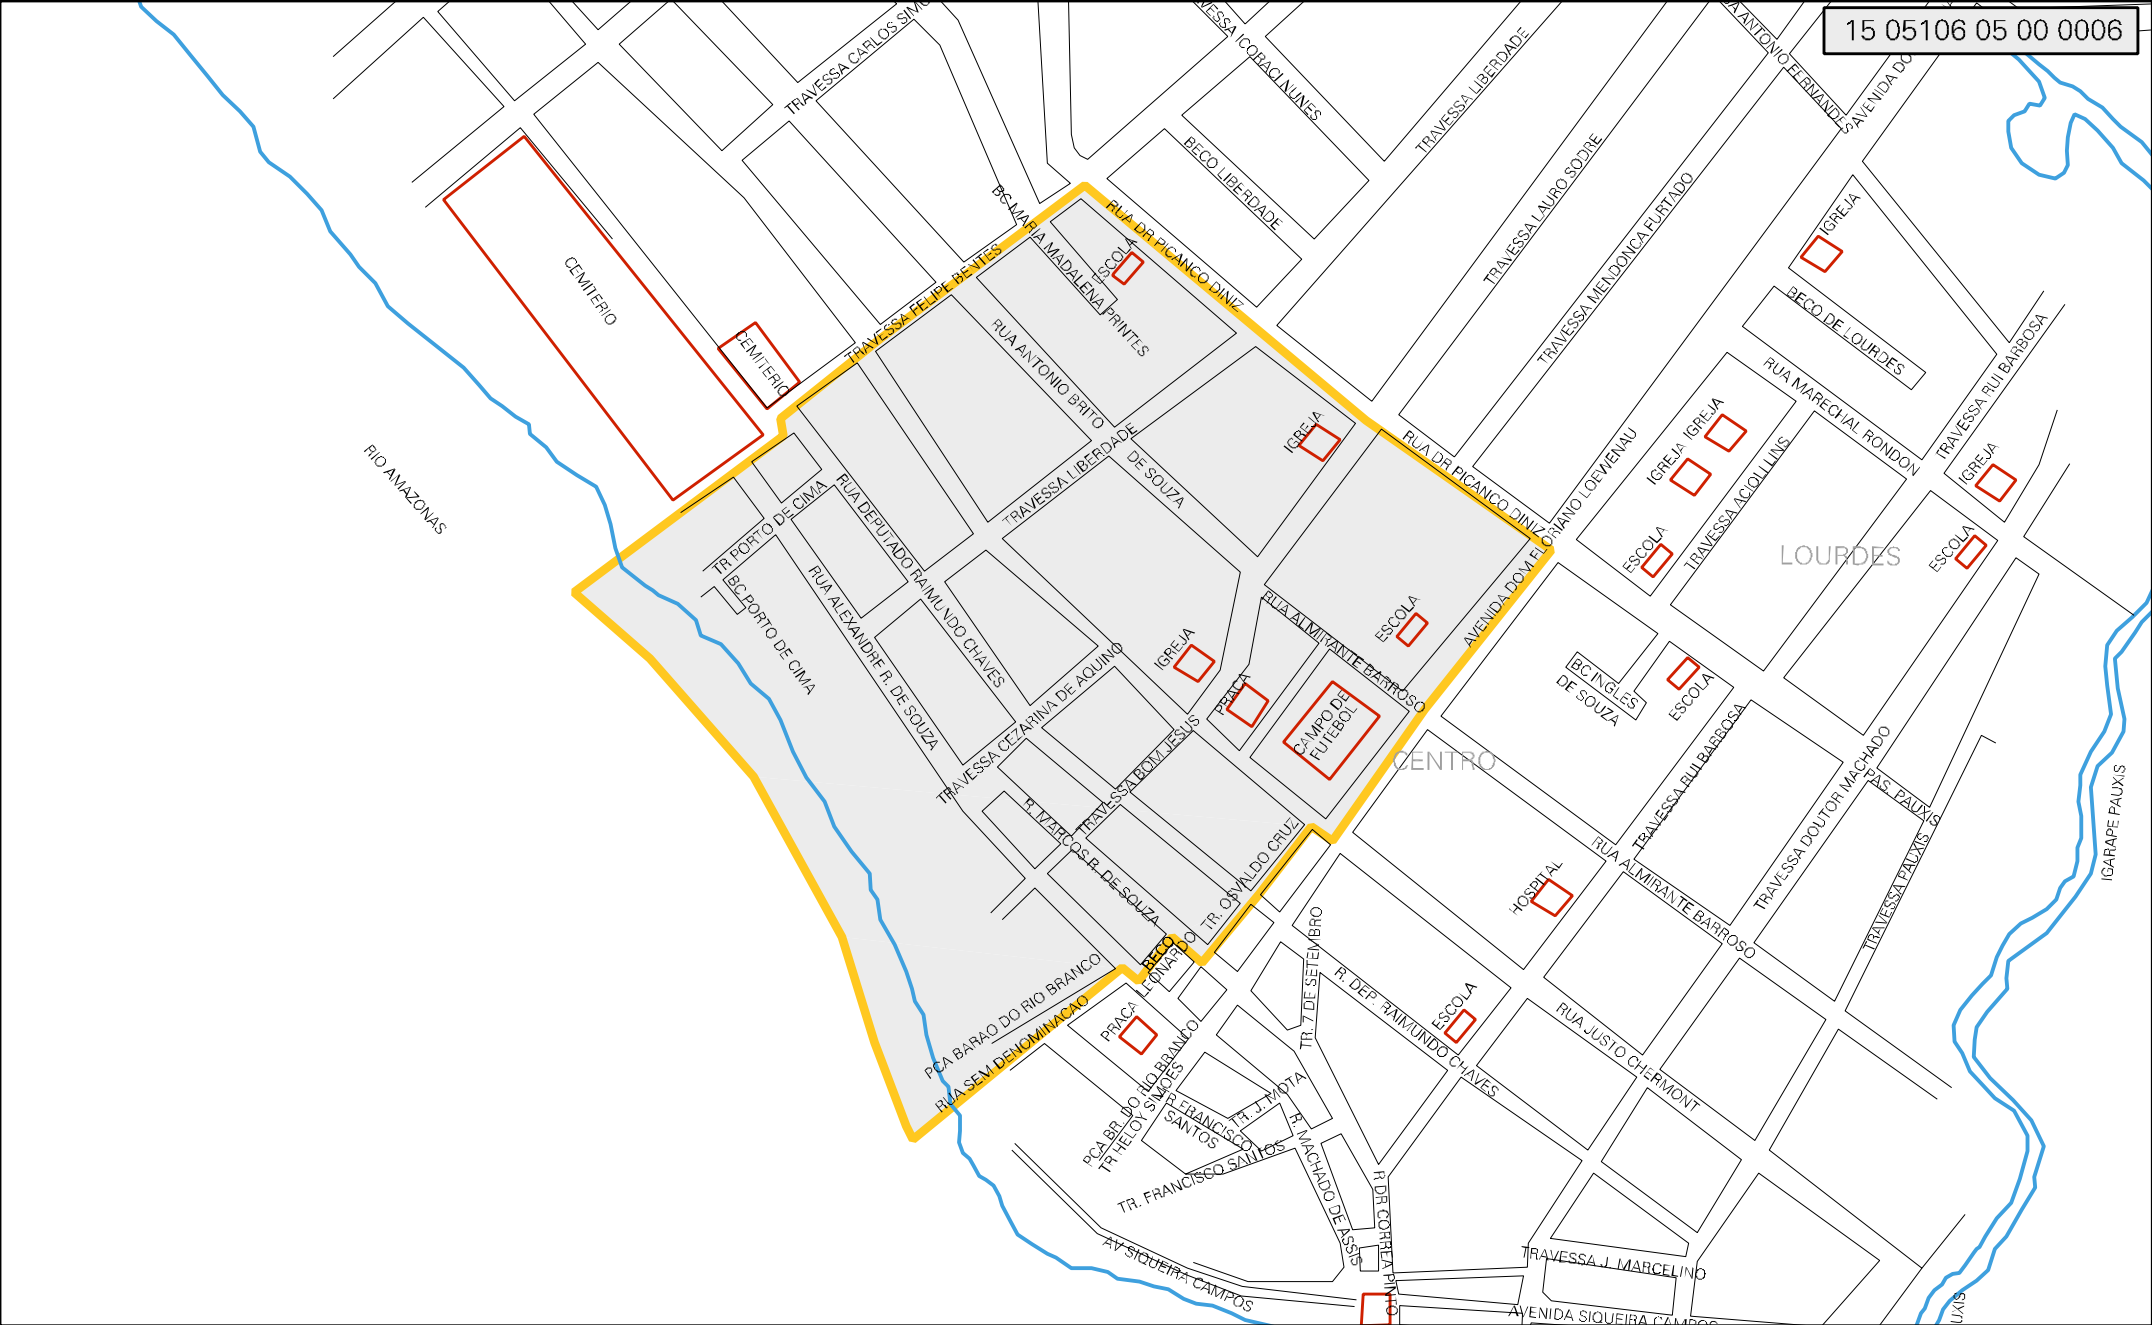 15 05106 05 00 0006
TRAVESSA CARLOS SIMO
VESSA ICORACI NUNES
TRAVESSA LIBERDADE
A ANTONIO FERNANDES
AVENIDA DO
BECO LIBERDADE
TRAVESSA LAURO SODRE
TRAVESSA MENDONCA FURTADO
IGREJA
BC MARIA MADALENA PRINTES
RUA DR PICANCO DINIZ
ESCOLA
CEMITERIO
CEMITERIO
TRAVESSA FELIPE BENTES
RUA ANTONIO BRITO
DE SOUZA
BECO DE LOURDES
RUA MARECHAL RONDON
TRAVESSA RUI BARBOSA
IGREJA
IGREJA
IGREJA
IGREJA
RIO AMAZONAS
TRAVESSA LIBERDADE
RUA DR PICANCO DINIZ
AVENIDA DOM FLORIANO LOEWENAU
TRAVESSA ACIOLI LINS
ESCOLA
LOURDES
ESCOLA
TR PORTO DE CIMA
RUA DEPUTADO RAIMUNDO CHAVES
BC PORTO DE CIMA
RUA ALEXANDRE R. DE SOUZA
RUA ALMIRANTE BARROSO
ESCOLA
IGREJA
PRACA
CAMPO DE
FUTEBOL
BC INGLES
DE SOUZA
ESCOLA
TRAVESSA CEZARINA DE AQUINO
TRAVESSA BOM JESUS
CENTRO
TRAVESSA RUI BARBOSA
TRAVESSA DOUTOR MACHADO
PAS. PAUXIS
IGARAPE PAUXIS
R. MARCOS R. DE SOUZA
TR. OSVALDO CRUZ
HOSPITAL
RUA ALMIRANTE BARROSO
TRAVESSA PAUXIS
BECO
LEONARDO
TR. 7 DE SETEMBRO
PCA BARAO DO RIO BRANCO
RUA SEM DENOMINACAO
PRACA
R. DEP. RAIMUNDO CHAVES
ESCOLA
RUA JUSTO CHERMONT
PCA BR. DO RIO BRANCO
TR HELOY SIMOES
R FRANCISCO
SANTOS
TR. J. MOTA
TR. FRANCISCO SANTOS
R. MACHADO DE ASSIS
R DR CORREA PINTO
AV SIQUEIRA CAMPOS
TRAVESSA J. MARCELINO
AVENIDA SIQUEIRA CAMPOS
UXIS